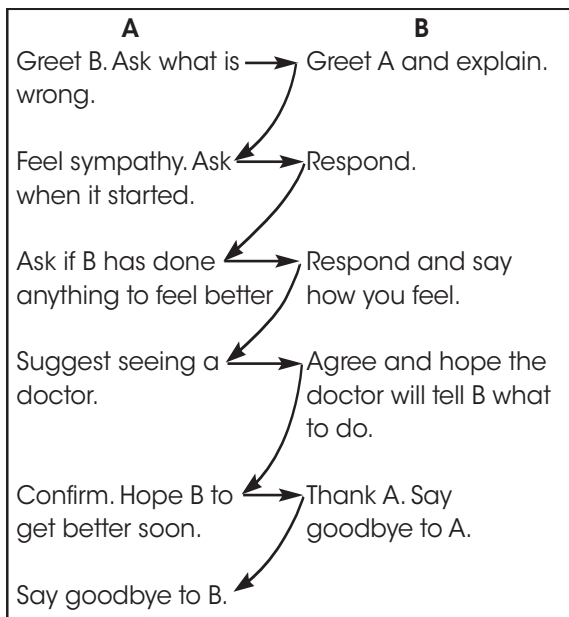 A B
Greet B. Ask what is wrong.
Greet A and explain.
Feel sympathy. Ask when it started.
Respond.
Ask if B has done anything to feel better
Respond and say how you feel.
Suggest seeing a doctor.
Agree and hope the doctor will tell B what to do.
Confirm. Hope B to get better soon.
Thank A. Say goodbye to A.
Say goodbye to B.